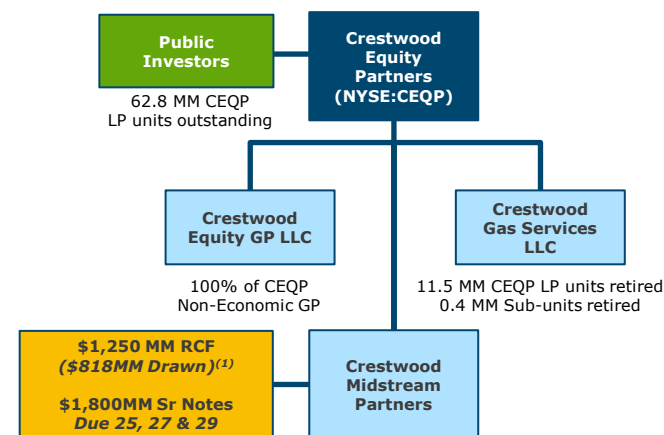 Public
Investors
Crestwood
Equity
Partners
(NYSE:CEQP)
62.8 MM CEQP
LP units outstanding
Crestwood
Equity GP LLC
Crestwood
Gas Services
LLC
100% of CEQP
Non-Economic GP
11.5 MM CEQP LP units retired
0.4 MM Sub-units retired
$1,250 MM RCF
($818MM Drawn)(1)
$1,800MM Sr Notes
Due 25, 27 & 29
Crestwood
Midstream
Partners